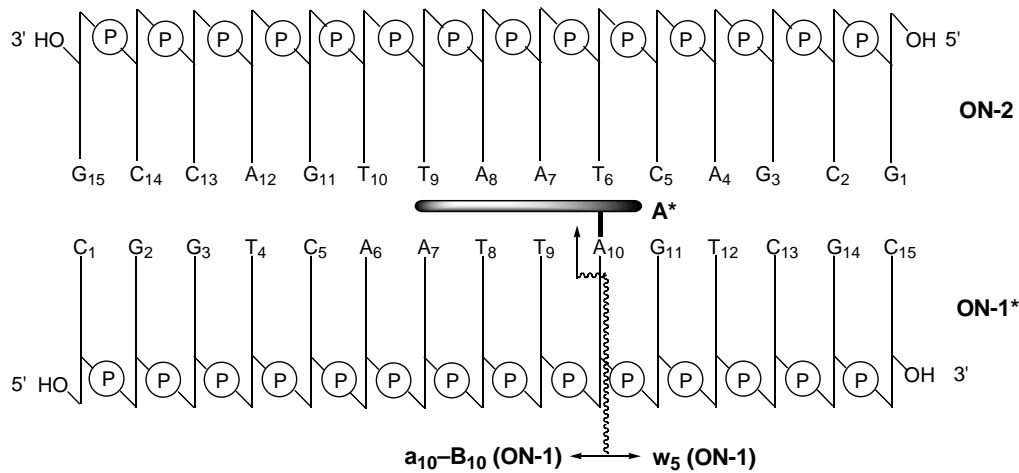 3' HO P P P P P P P P P P P P P P OH 5'
ON-2
G₁₅ C₁₄ C₁₃ A₁₂ G₁₁ T₁₀ T₉ A₈ A₇ T₆ C₅ A₄ G₃ C₂ G₁
A*
C₁ G₂ G₃ T₄ C₅ A₆ A₇ T₈ T₉ A₁₀ G₁₁ T₁₂ C₁₃ G₁₄ C₁₅
ON-1*
5' HO P P P P P P P P P P P P P P OH 3'
a₁₀–B₁₀ (ON-1) w₅ (ON-1)